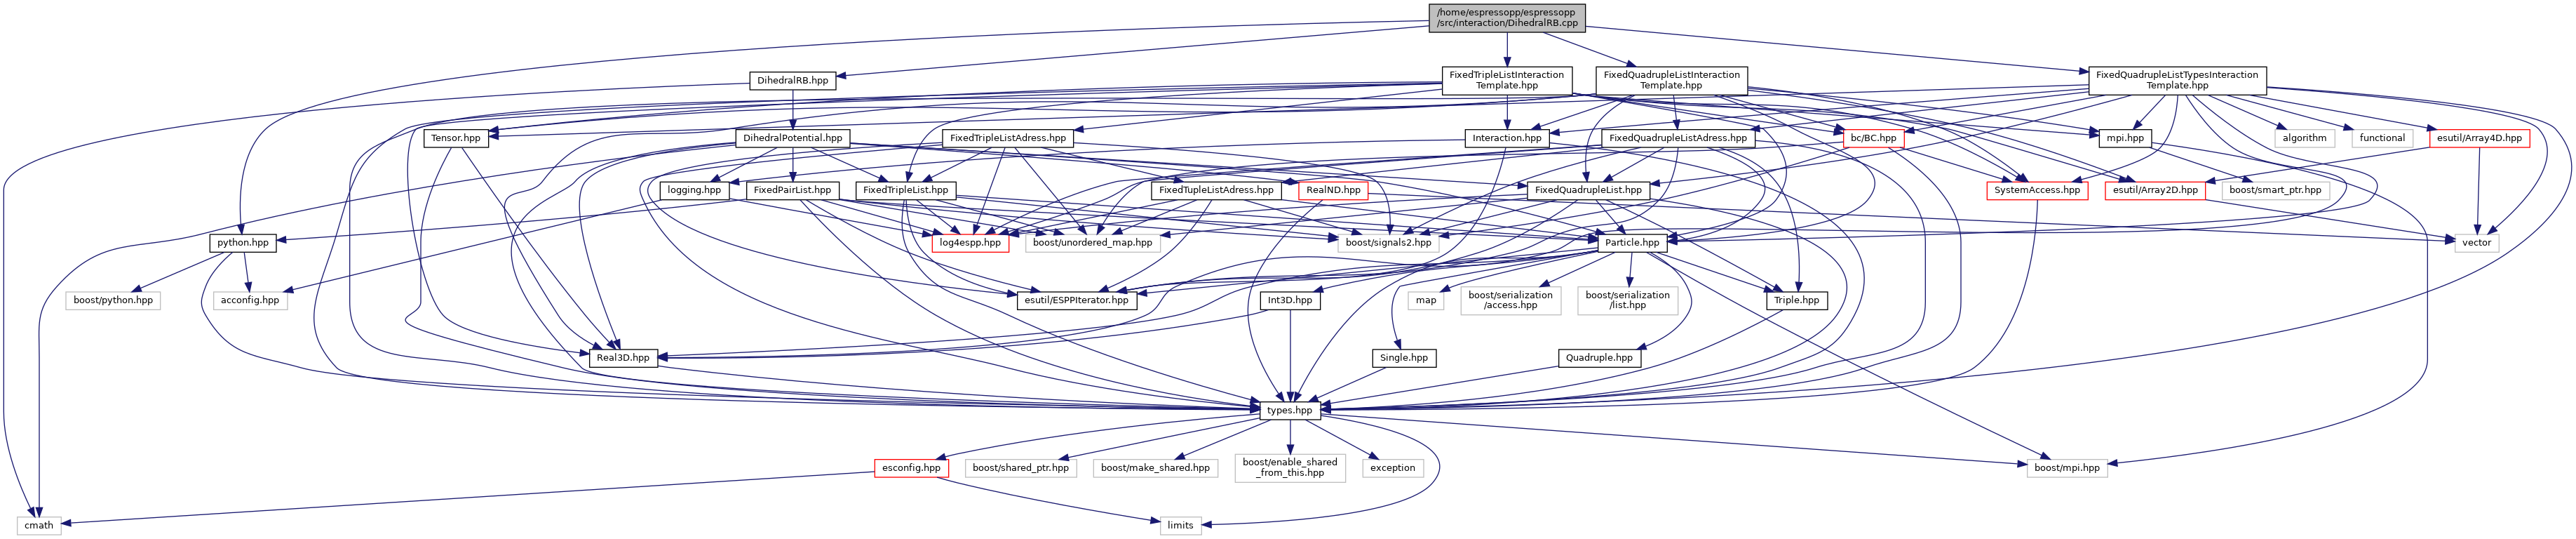 /home/espressopp/espressopp
/src/interaction/DihedralRB.cpp
DihedralRB.hpp
FixedTripleListInteraction
Template.hpp
FixedQuadrupleListInteraction
Template.hpp
FixedQuadrupleListTypesInteraction
Template.hpp
Tensor.hpp
DihedralPotential.hpp
FixedTripleListAdress.hpp
Interaction.hpp
FixedQuadrupleListAdress.hpp
bc/BC.hpp
mpi.hpp
algorithm
functional
esutil/Array4D.hpp
logging.hpp
FixedPairList.hpp
FixedTripleList.hpp
FixedTupleListAdress.hpp
RealND.hpp
FixedQuadrupleList.hpp
SystemAccess.hpp
esutil/Array2D.hpp
boost/smart_ptr.hpp
python.hpp
log4espp.hpp
boost/unordered_map.hpp
boost/signals2.hpp
Particle.hpp
vector
boost/python.hpp
acconfig.hpp
esutil/ESPPIterator.hpp
Int3D.hpp
map
boost/serialization
/access.hpp
boost/serialization
/list.hpp
Triple.hpp
Real3D.hpp
Single.hpp
Quadruple.hpp
types.hpp
esconfig.hpp
boost/shared_ptr.hpp
boost/make_shared.hpp
boost/enable_shared
_from_this.hpp
exception
boost/mpi.hpp
cmath
limits